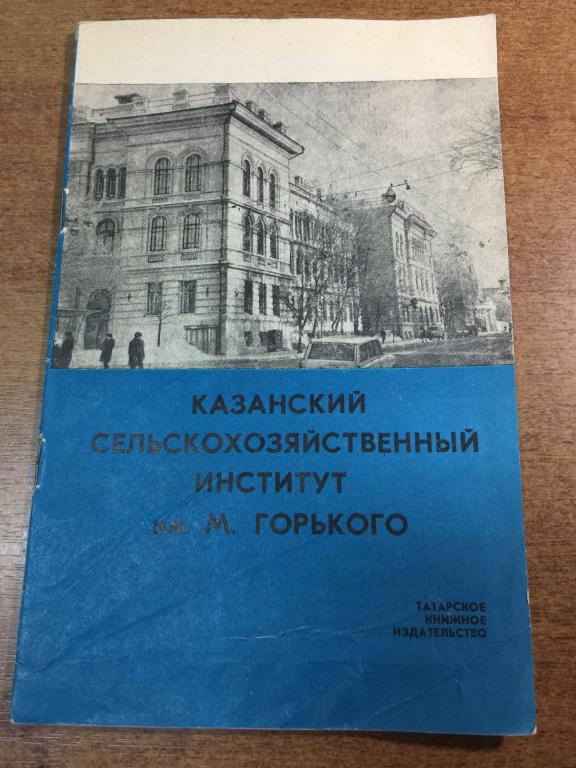 КАЗАНСКИЙ
СЕЛЬСКОХОЗЯЙСТВЕННЫЙ
ИНСТИТУТ
им. М. ГОРЬКОГО
ТАТАРСКОЕ
КНИЖНОЕ
ИЗДАТЕЛЬСТВО